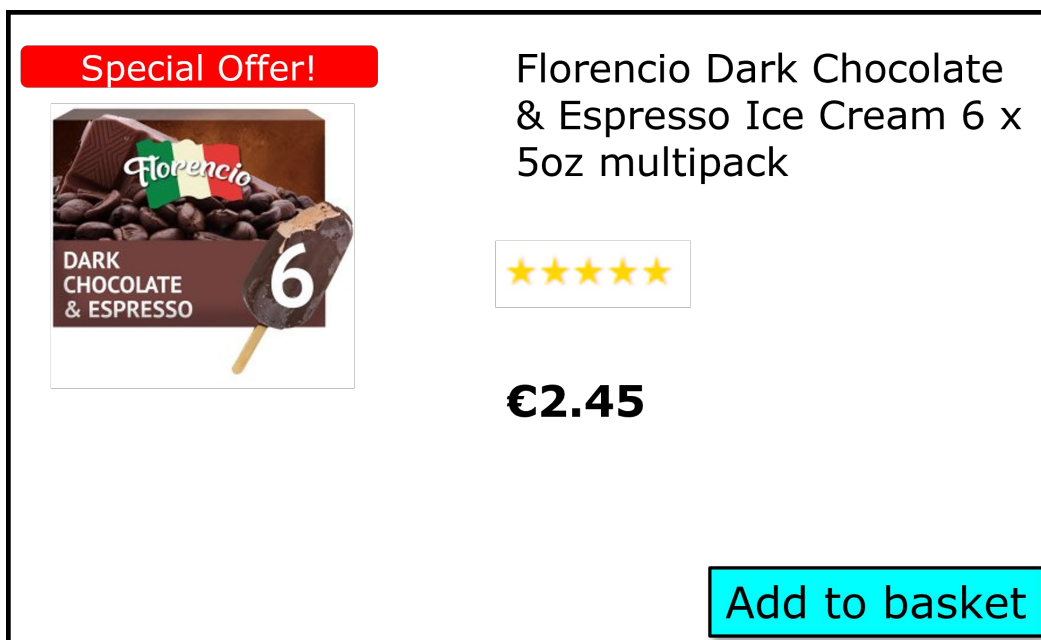 Special Offer!
Florencio Dark Chocolate
& Espresso Ice Cream 6 x
5oz multipack
Florencio
DARK
CHOCOLATE
& ESPRESSO
6
€2.45
Add to basket